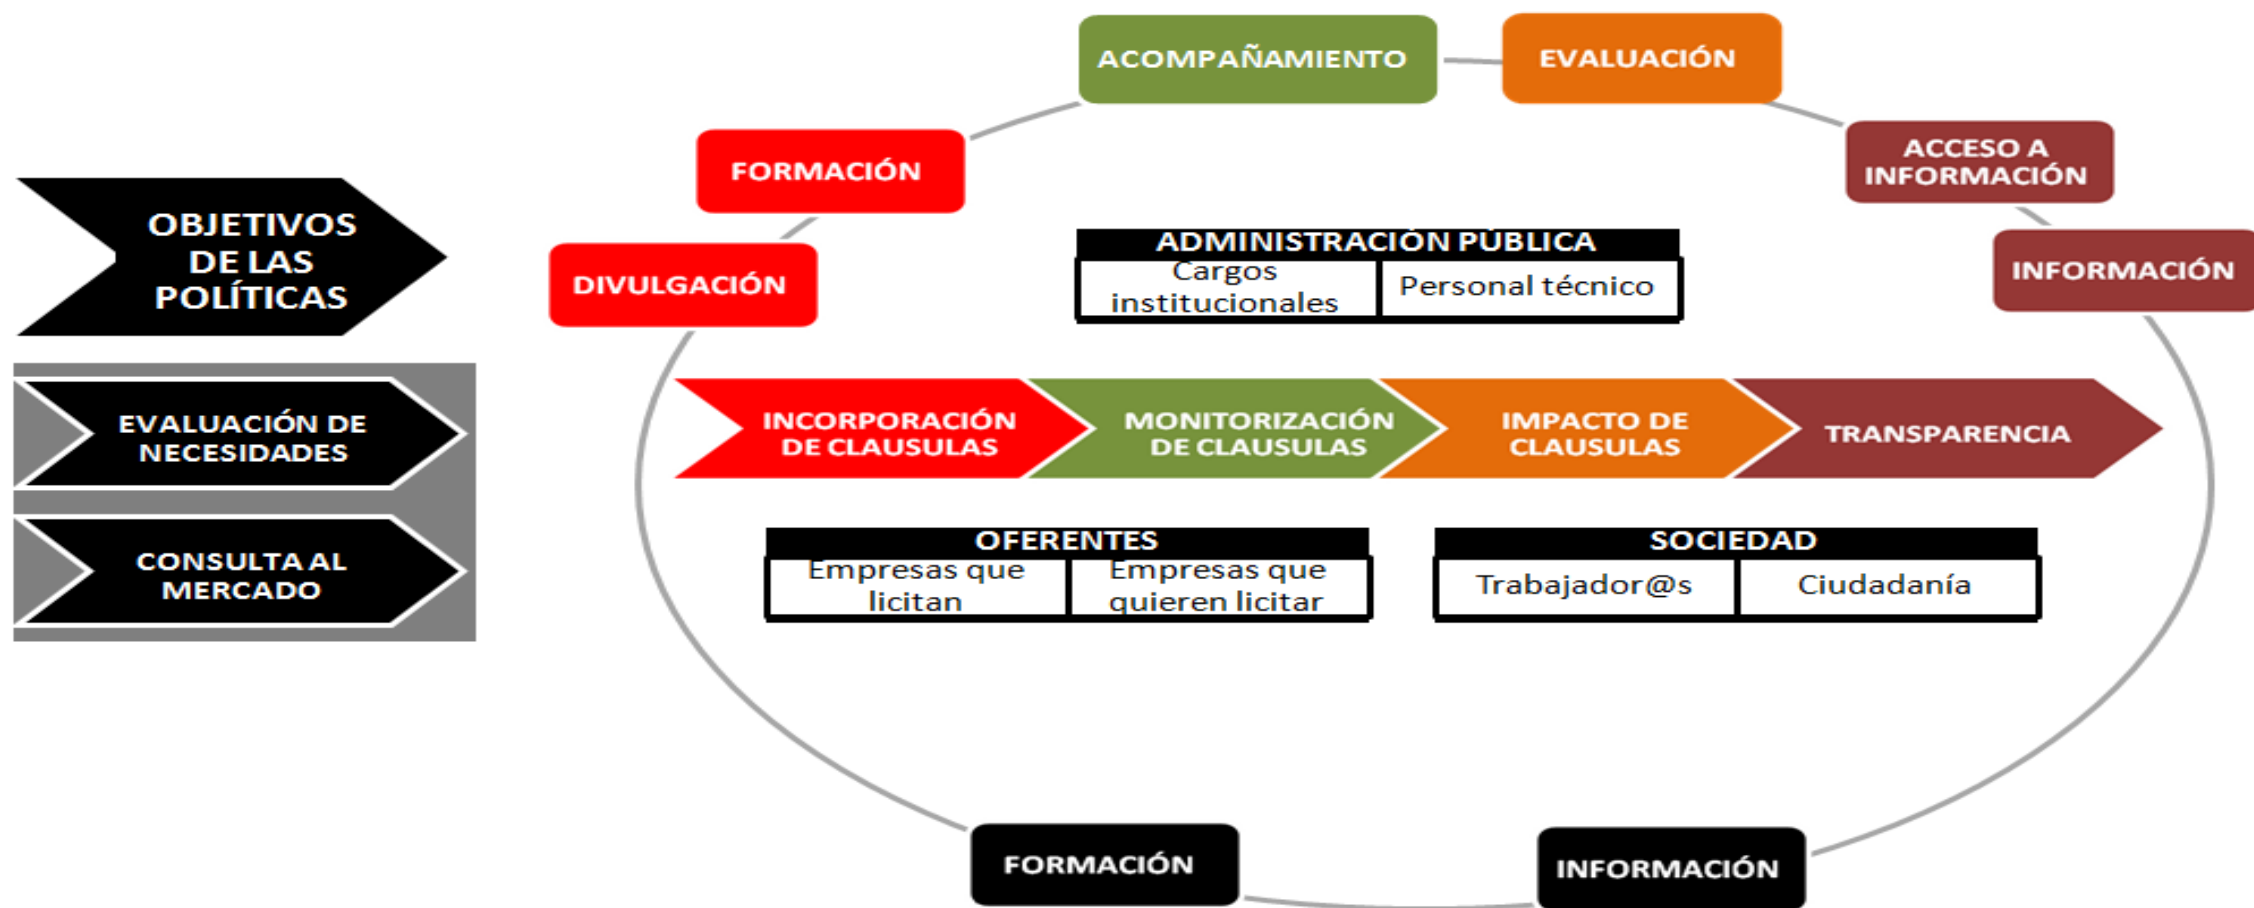 OBJETIVOS
DE LAS
POLÍTICAS
EVALUACIÓN DE
NECESIDADES
CONSULTA AL
MERCADO
ACOMPAÑAMIENTO
EVALUACIÓN
FORMACIÓN
ACCESO A
INFORMACIÓN
DIVULGACIÓN
INFORMACIÓN
ADMINISTRACIÓN PÚBLICA
Cargos
institucionales
Personal técnico
INCORPORACIÓN
DE CLAUSULAS
MONITORIZACIÓN
DE CLAUSULAS
IMPACTO DE
CLAUSULAS
TRANSPARENCIA
OFERENTES
Empresas que
licitan
Empresas que
quieren licitar
SOCIEDAD
Trabajador@s
Ciudadanía
FORMACIÓN
INFORMACIÓN